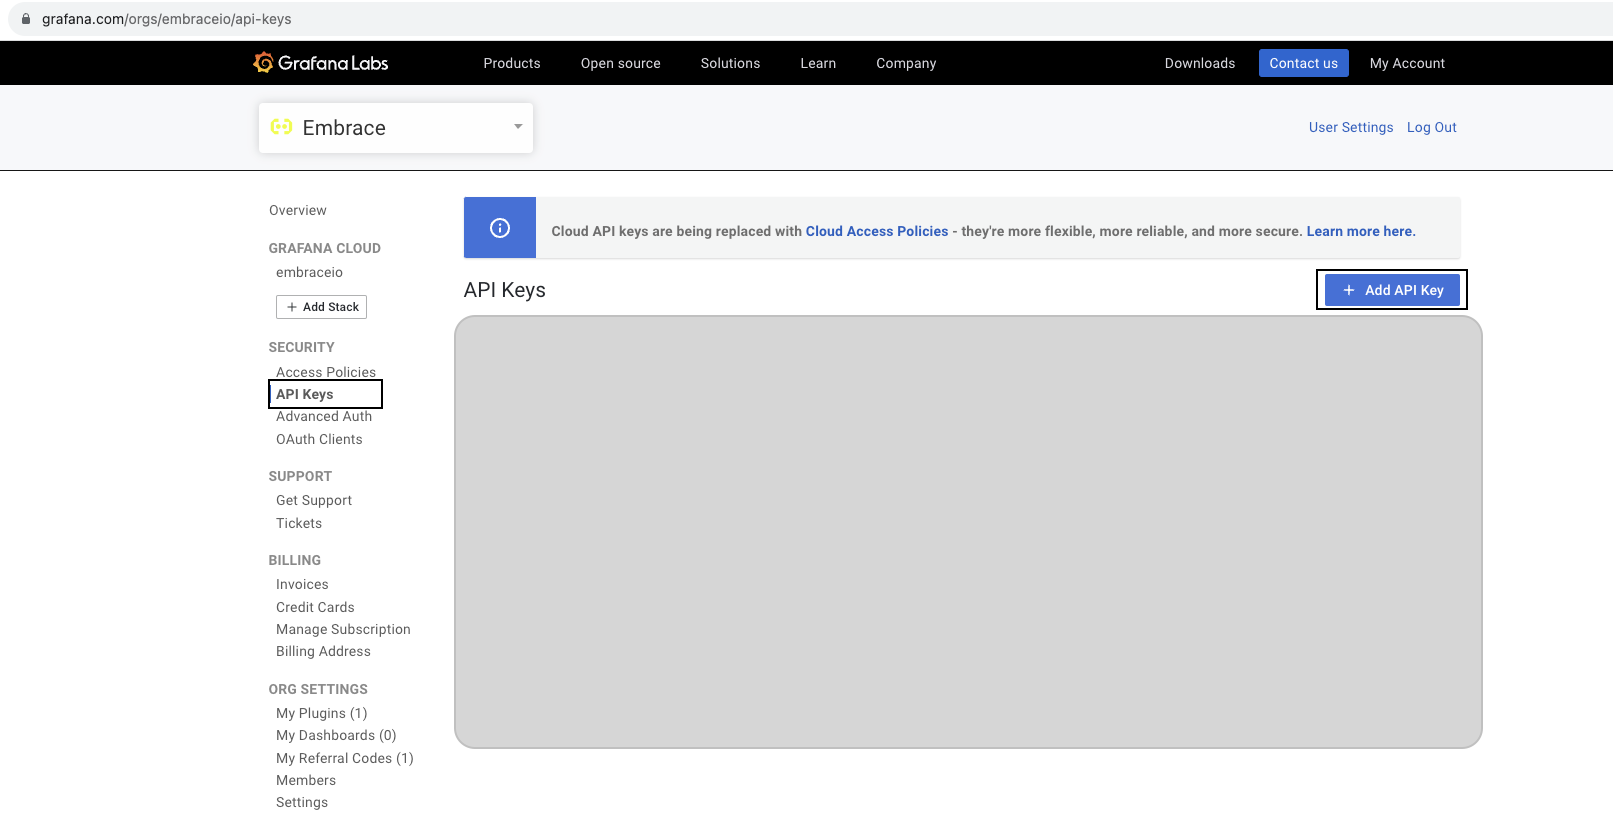 grafana.com/orgs/embraceio/api-keys
Grafana Labs Products Open source Solutions Learn Company Downloads Contact us My Account
Embrace User Settings Log Out
Overview
GRAFANA CLOUD
embraceio
+ Add Stack
SECURITY
Access Policies
API Keys
Advanced Auth
OAuth Clients
SUPPORT
Get Support
Tickets
BILLING
Invoices
Credit Cards
Manage Subscription
Billing Address
ORG SETTINGS
My Plugins (1)
My Dashboards (0)
My Referral Codes (1)
Members
Settings
Cloud API keys are being replaced with Cloud Access Policies - they're more flexible, more reliable, and more secure. Learn more here.
API Keys
+ Add API Key